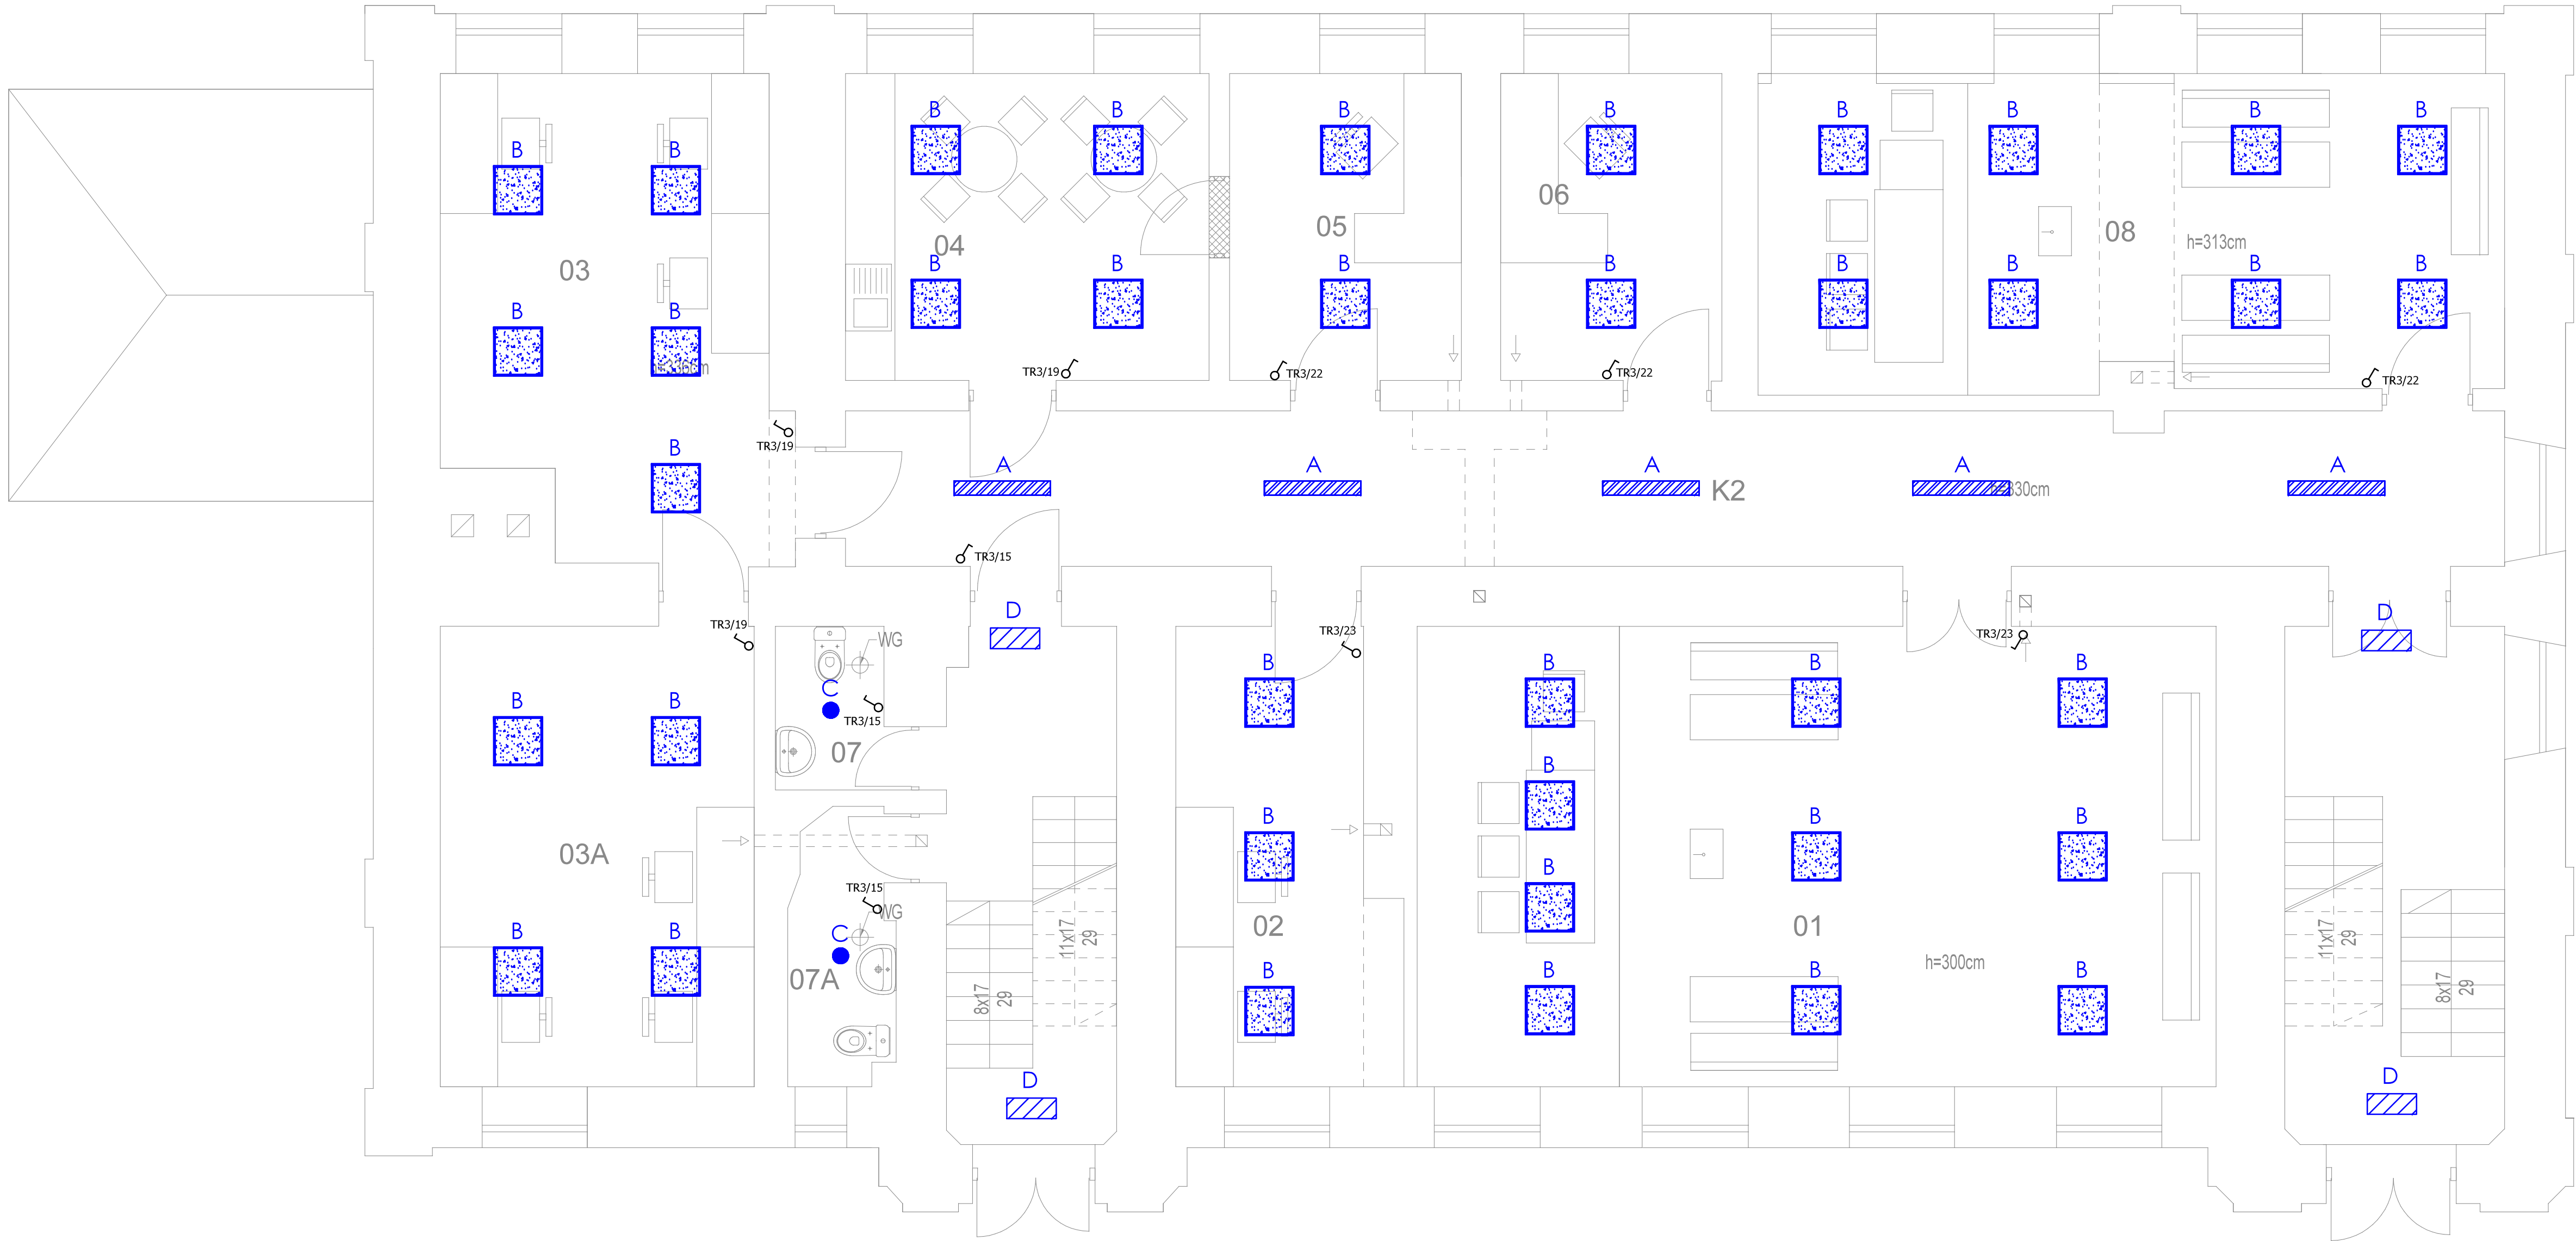 B B B B B B B B
B B
06
05
08
04
h=313cm
B B B B B B B B
03
B B
TR3/19
TR3/22
TR3/22
TR3/22
TR3/19
B
A A A A A
K2
h=330cm
TR3/15
D D
TR3/19
TR3/23
TR3/23
WG
B B B B
C
B B
TR3/15
07
B
03A
B B B
B
TR3/15
WG
C
02
01
B B
11x17
29
11x17
29
h=300cm
07A
B B B B
8x17
29
8x17
29
D
D